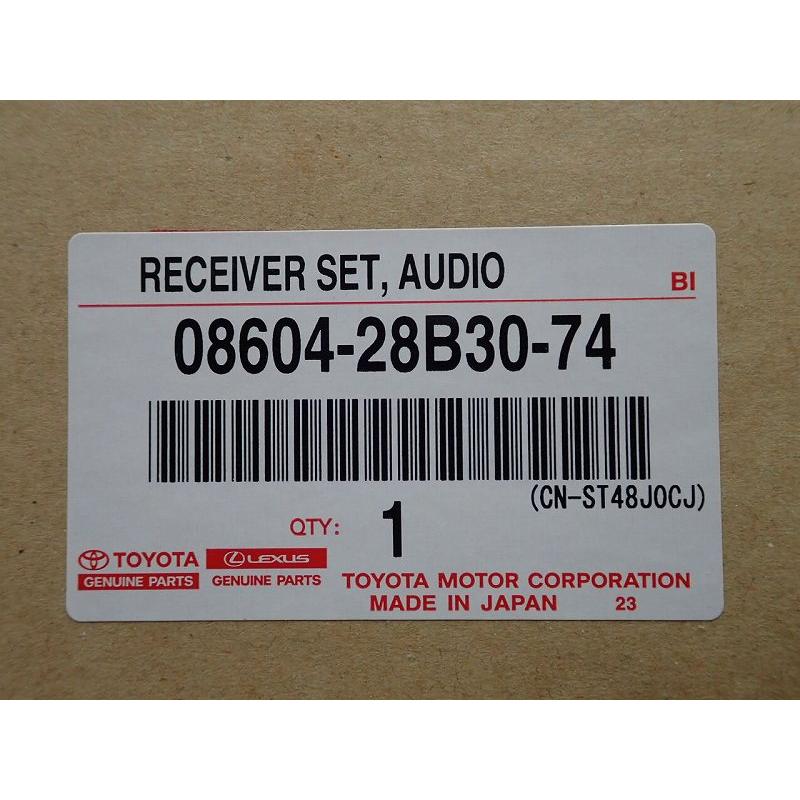 RECEIVER SET, AUDIO
BI
08604-28B30-74
(CN-ST48J0CJ)
QTY: 1
TOYOTA
GENUINE PARTS
LEXUS
GENUINE PARTS
TOYOTA MOTOR CORPORATION
MADE IN JAPAN 23